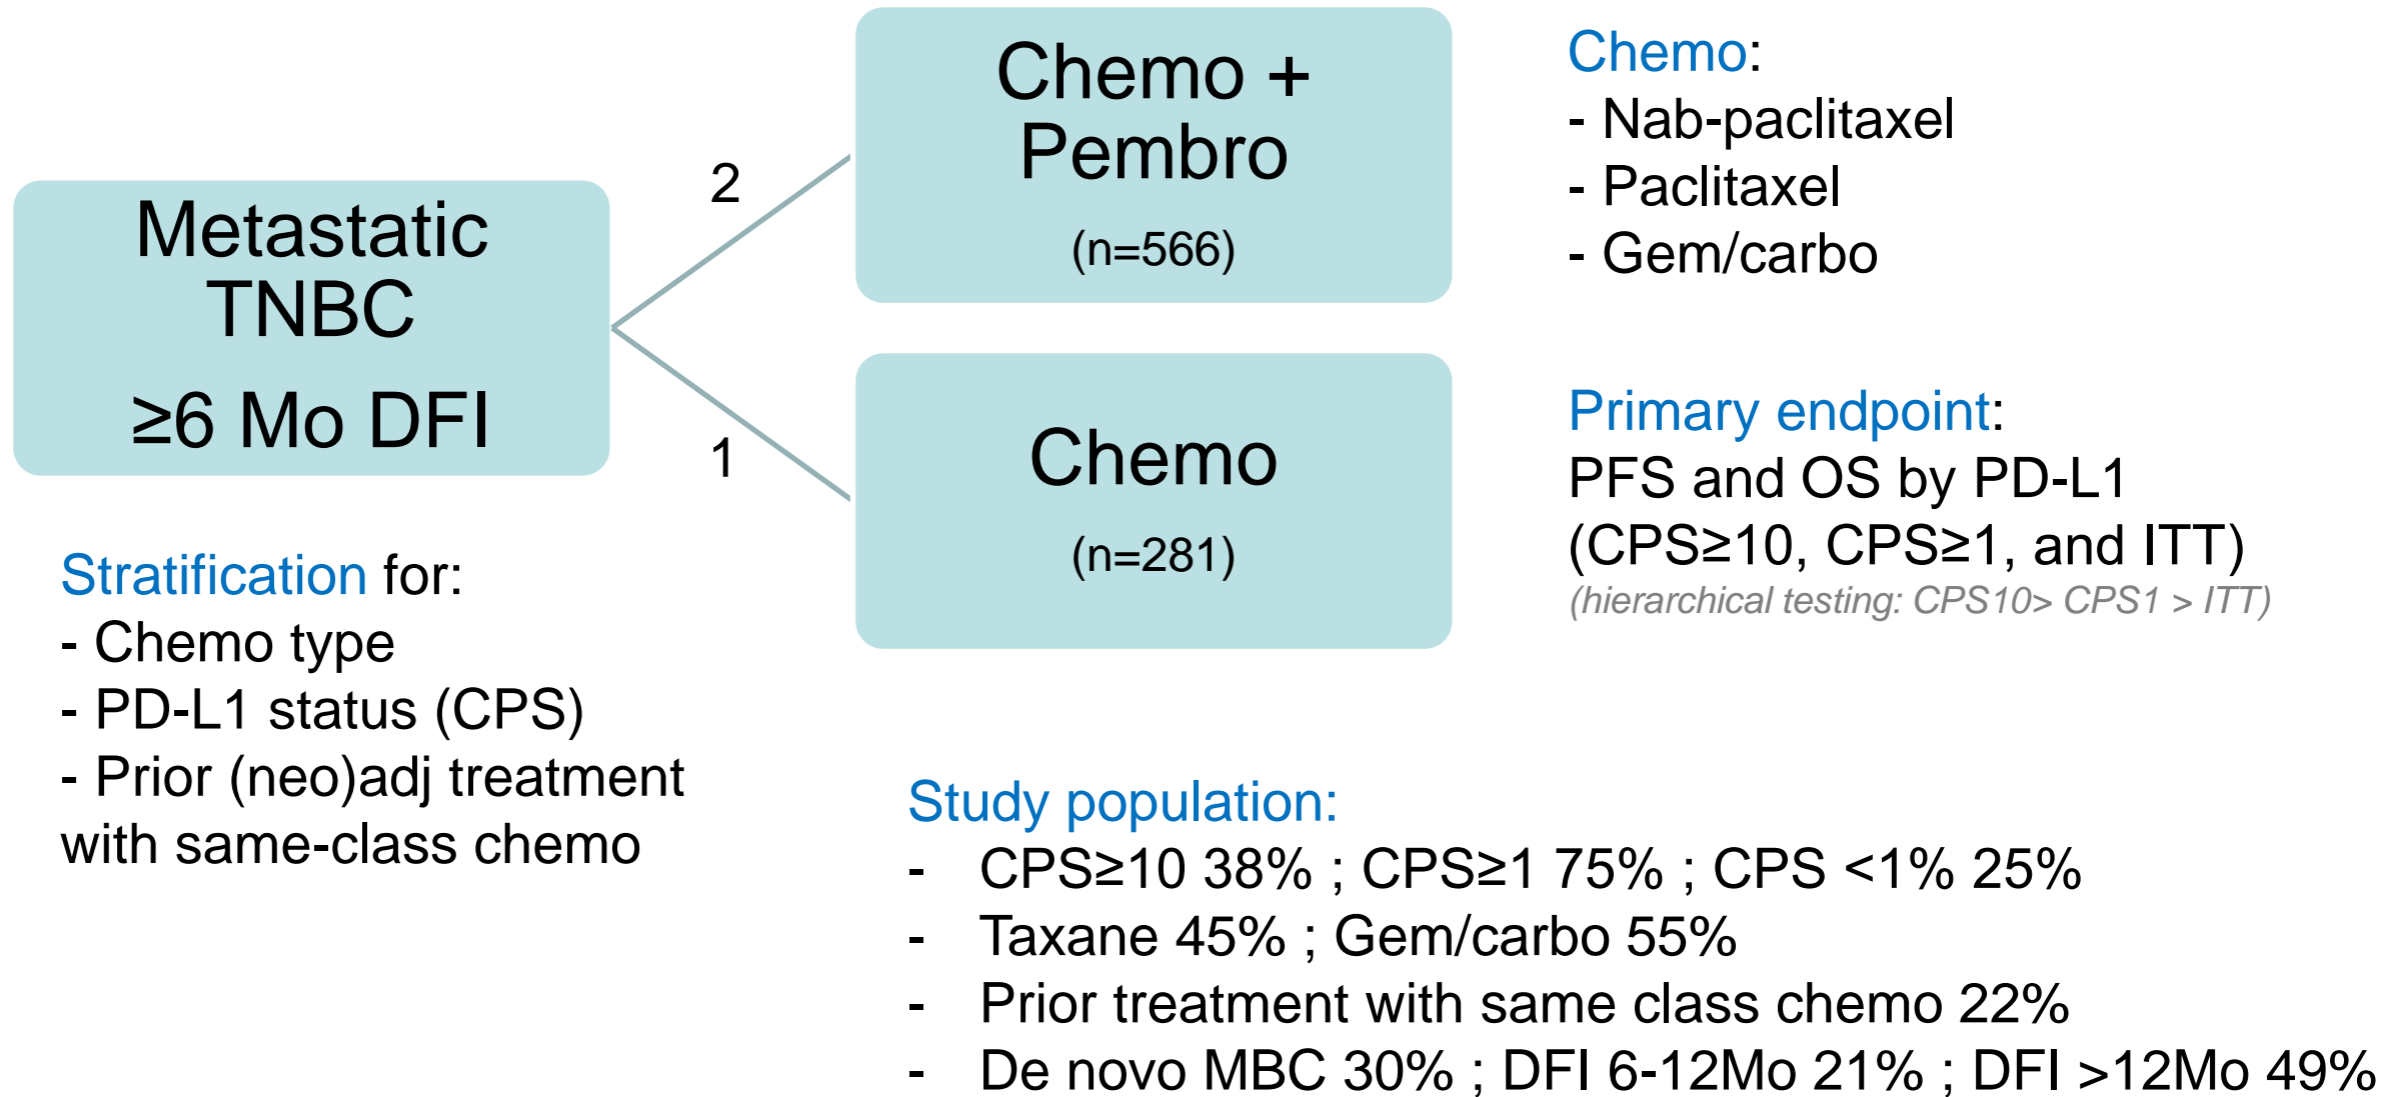 Metastatic
TNBC
≥6 Mo DFI
2
1
Chemo +
Pembro
(n=566)
Chemo
(n=281)
Chemo:
- Nab-paclitaxel
- Paclitaxel
- Gem/carbo
Primary endpoint:
PFS and OS by PD-L1
(CPS≥10, CPS≥1, and ITT)
(hierarchical testing: CPS10> CPS1 > ITT)
Stratification for:
- Chemo type
- PD-L1 status (CPS)
- Prior (neo)adj treatment
with same-class chemo
Study population:
- CPS≥10 38% ; CPS≥1 75% ; CPS <1% 25%
- Taxane 45% ; Gem/carbo 55%
- Prior treatment with same class chemo 22%
- De novo MBC 30% ; DFI 6-12Mo 21% ; DFI >12Mo 49%